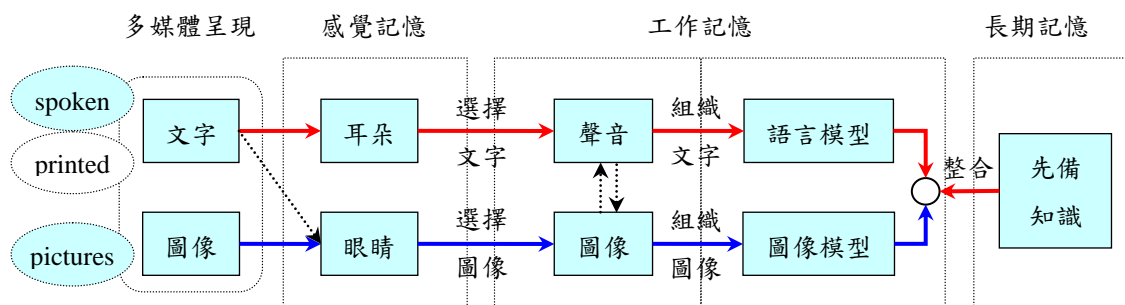 多媒體呈現 感覺記憶 工作記憶 長期記憶
spoken
文字 耳朵 選擇 文字 聲音 組織 文字 語言模型
printed
整合 先備 知識
pictures
圖像 眼睛 選擇 圖像 圖像 組織 圖像 圖像模型